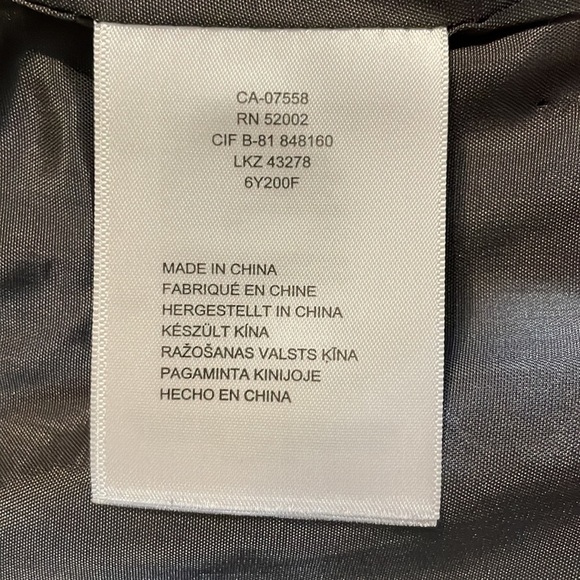 CA-07558
RN 52002
CIF B-81 848160
LKZ 43278
6Y200F
MADE IN CHINA
FABRIQUÉ EN CHINE
HERGESTELLT IN CHINA
KÉSZÜLT KÍNA
RAŽOŠANAS VALSTS ĶĪNA
PAGAMINTA KINIJOJE
HECHO EN CHINA